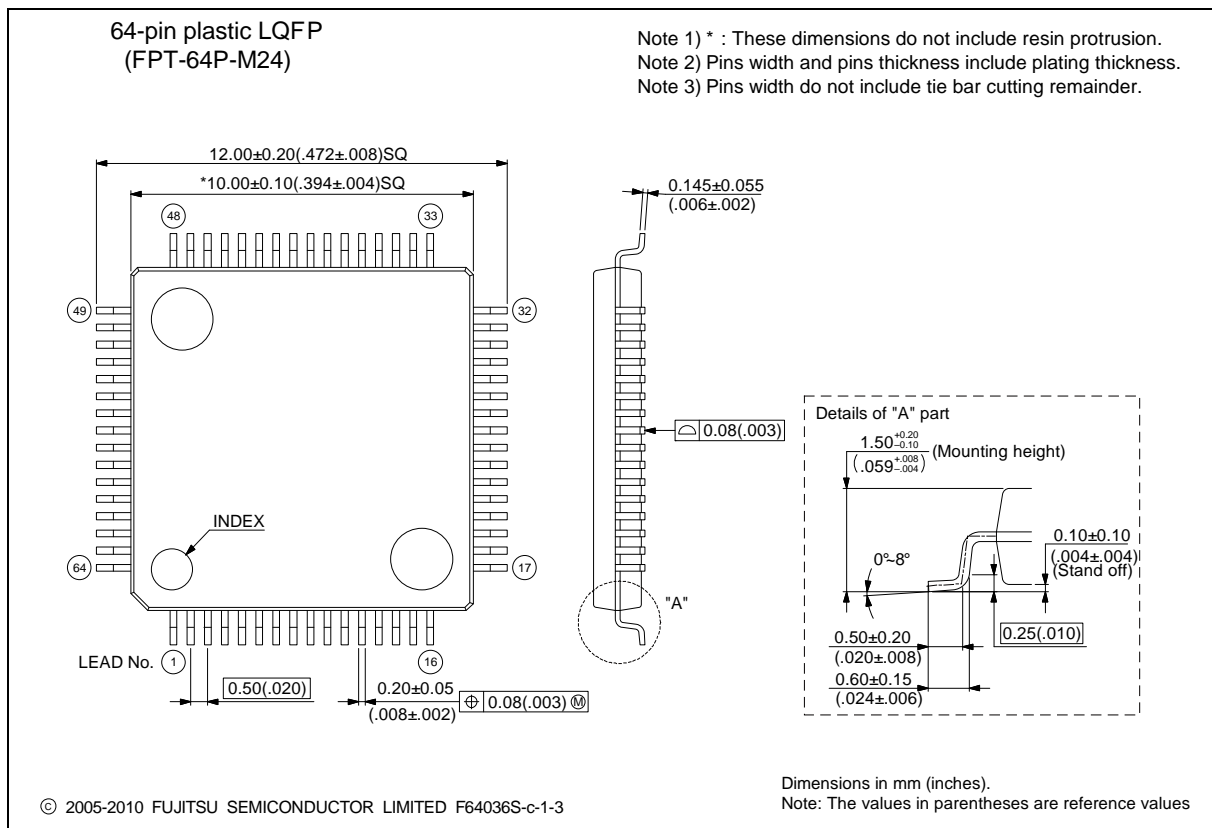 64-pin plastic LQFP
(FPT-64P-M24)
Note 1) * : These dimensions do not include resin protrusion.
Note 2) Pins width and pins thickness include plating thickness.
Note 3) Pins width do not include tie bar cutting remainder.
12.00±0.20(.472±.008)SQ
*10.00±0.10(.394±.004)SQ
0.145±0.055
(.006±.002)
48
33
49
32
0.08(.003)
Details of "A" part
1.50+0.20 –0.10 (Mounting height)
(.059+.008 –.004)
INDEX
0.10±0.10
(.004±.004)
(Stand off)
0°~8°
64
17
"A"
0.50±0.20
(.020±.008)
0.25(.010)
0.60±0.15
(.024±.006)
LEAD No. 1
16
0.50(.020)
0.20±0.05
(.008±.002)
⌖ 0.08(.003) Ⓜ
© 2005-2010 FUJITSU SEMICONDUCTOR LIMITED F64036S-c-1-3
Dimensions in mm (inches).
Note: The values in parentheses are reference values